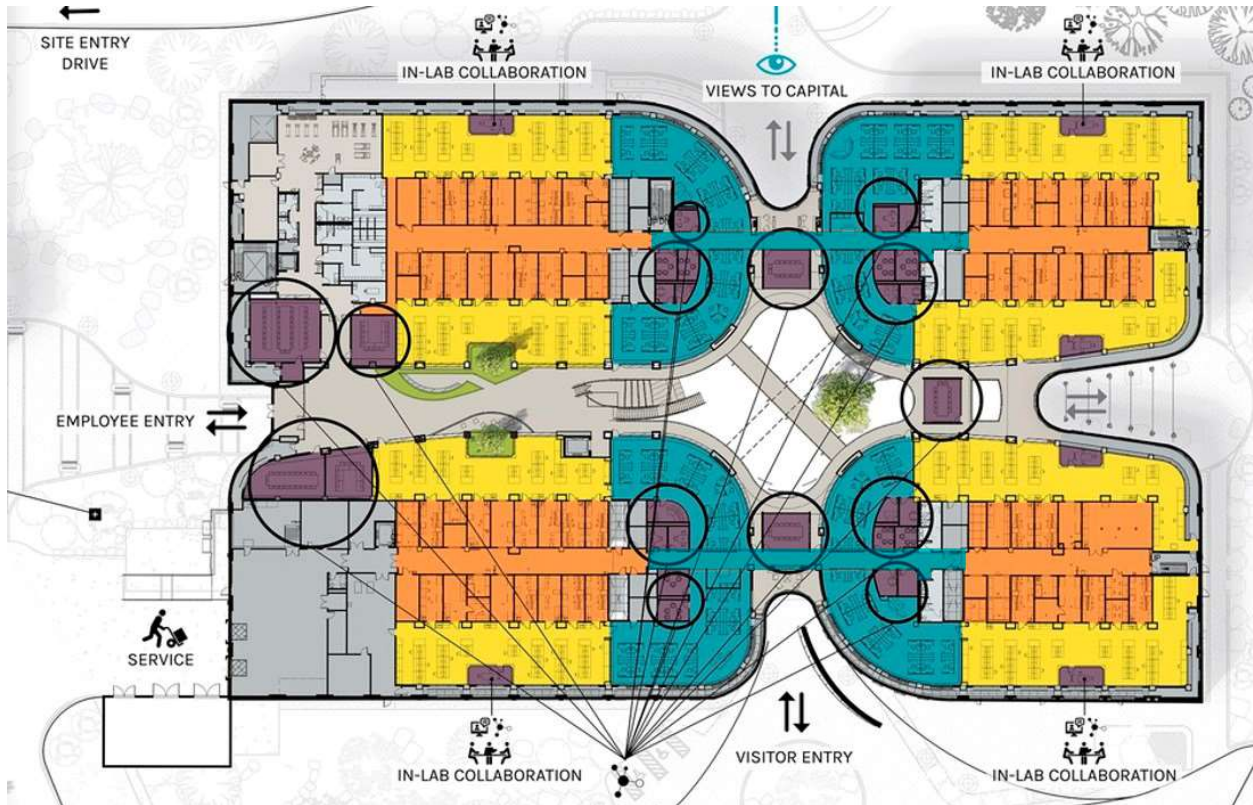 SITE ENTRY
DRIVE
IN-LAB COLLABORATION
VIEWS TO CAPITAL
IN-LAB COLLABORATION
EMPLOYEE ENTRY
SERVICE
IN-LAB COLLABORATION
VISITOR ENTRY
IN-LAB COLLABORATION